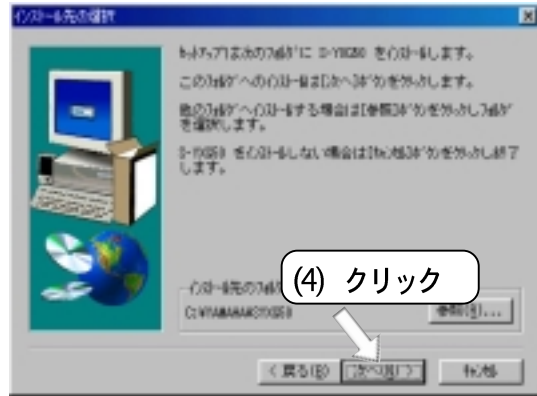 インストール先の選択
セットアップは次のフォルダに S-YXG50 をインストールします。
このフォルダへのインストールは[次へ]ボタンをクリックします。
他のフォルダへインストールする場合は[参照]ボタンをクリックしフォルダ
を選択します。
S-YXG50 をインストールしない場合は[キャンセル]ボタンをクリックし終了
します。
(4) クリック
インストール先のフォルダ
参照(R)...
< 戻る(B)
次へ(N) >
キャンセル